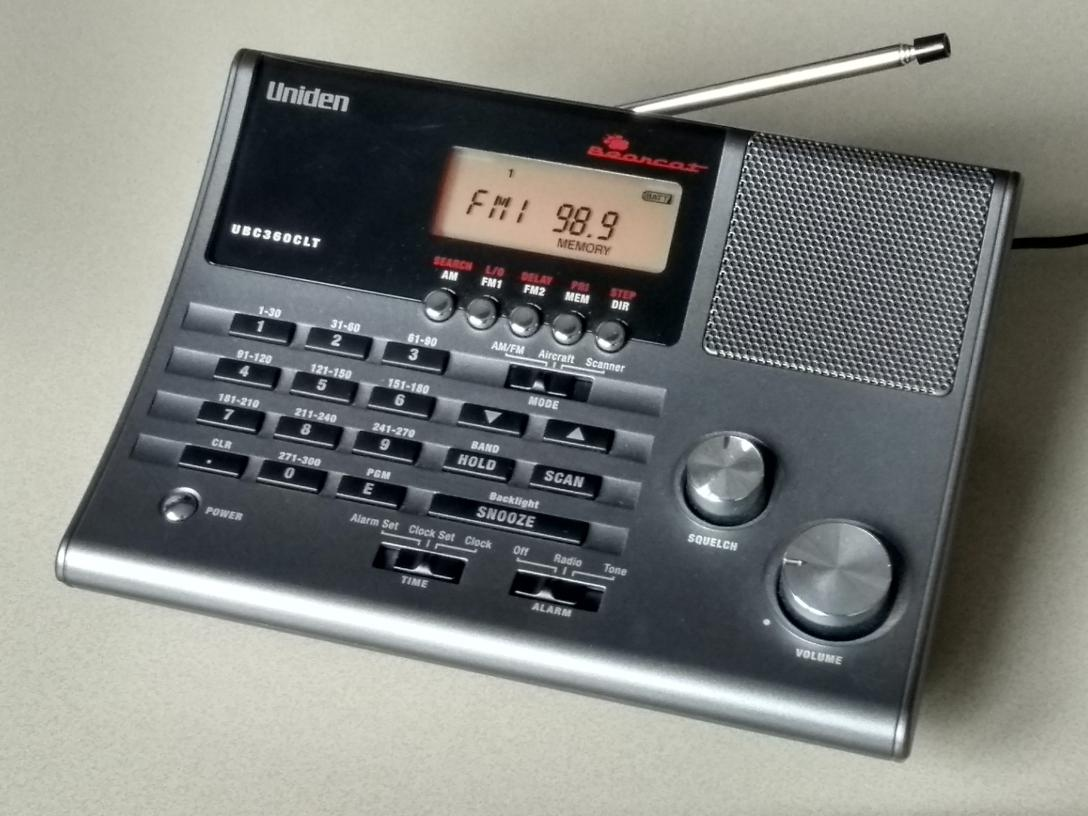 Uniden
Bearcat
1
BATT
FM1 98.9
MEMORY
UBC360CLT
SEARCH L/O DELAY PRI STEP
AM FM1 FM2 MEM DIR
AM/FM Aircraft Scanner
MODE
1-30 31-60 61-90
1 2 3
91-120 121-150 151-180
4 5 6
▼ ▲
181-210 211-240 241-270
7 8 9
BAND
HOLD SCAN
CLR 271-300 PGM
. 0 E
Backlight
SNOOZE
POWER
Alarm Set Clock Set Clock
TIME
Off Radio Tone
ALARM
SQUELCH
VOLUME